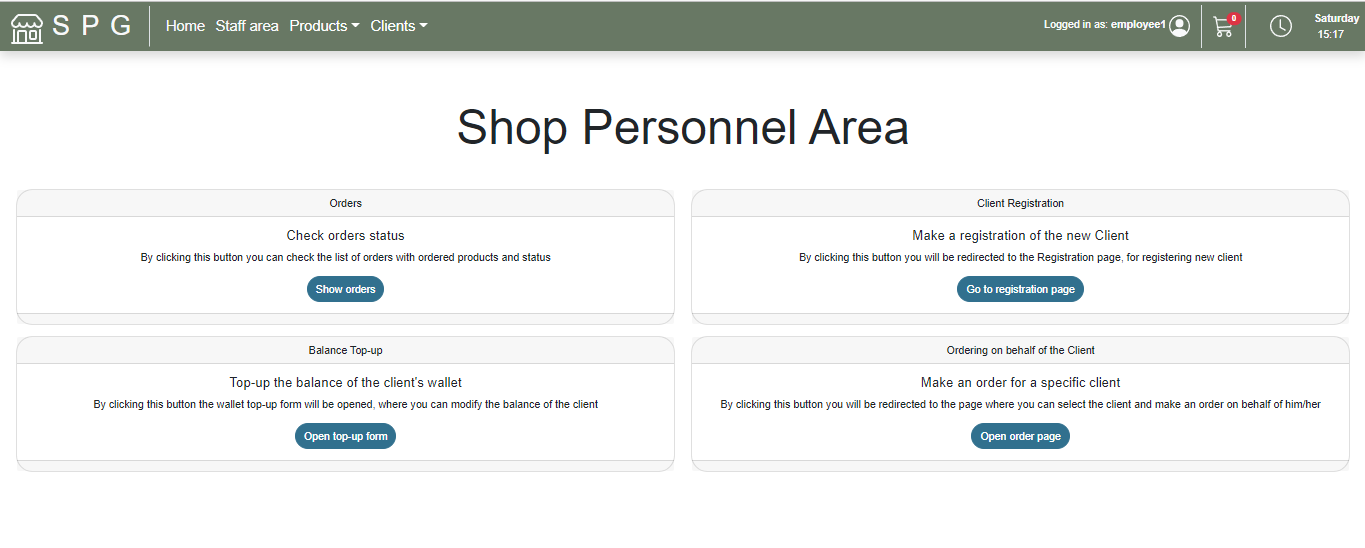 S P G Home Staff area Products Clients Logged in as: employee1 0 Saturday
15:17
Shop Personnel Area
Orders
Check orders status
By clicking this button you can check the list of orders with ordered products and status
Show orders
Client Registration
Make a registration of the new Client
By clicking this button you will be redirected to the Registration page, for registering new client
Go to registration page
Balance Top-up
Top-up the balance of the client's wallet
By clicking this button the wallet top-up form will be opened, where you can modify the balance of the client
Open top-up form
Ordering on behalf of the Client
Make an order for a specific client
By clicking this button you will be redirected to the page where you can select the client and make an order on behalf of him/her
Open order page